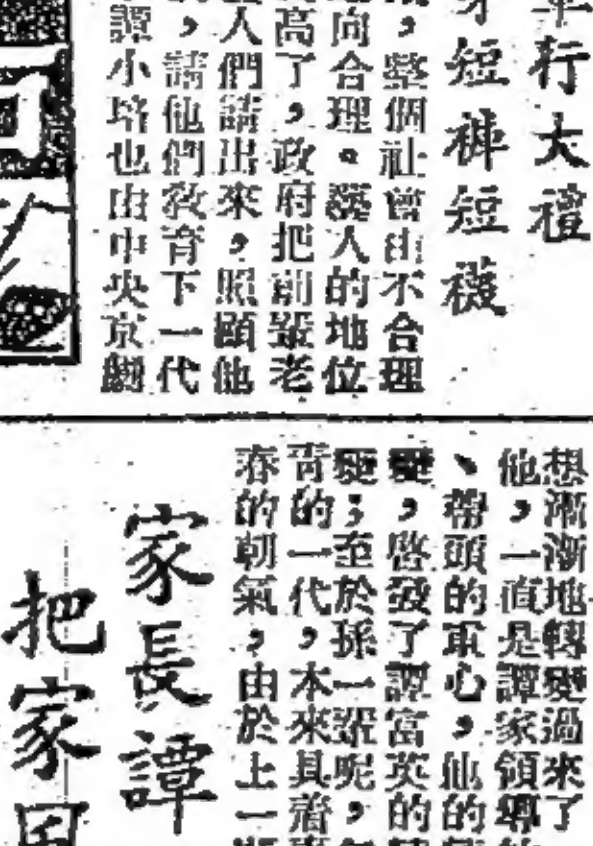 行大禮
短褲短襪
，整個社會由不合理
向合理。藝人的地位
高了，政府把前輩老
人們請出來，照顧他
，請他們教育下一代
譚小培也由中央京劇
想漸漸地轉變過來了
他，一直是譚家領導
、帶頭的軍心，他的
變，啓發了譚富英的
變；至於孫一輩呢，
青的一代，本來具着
春的朝氣，由於上一
家長譚
把家